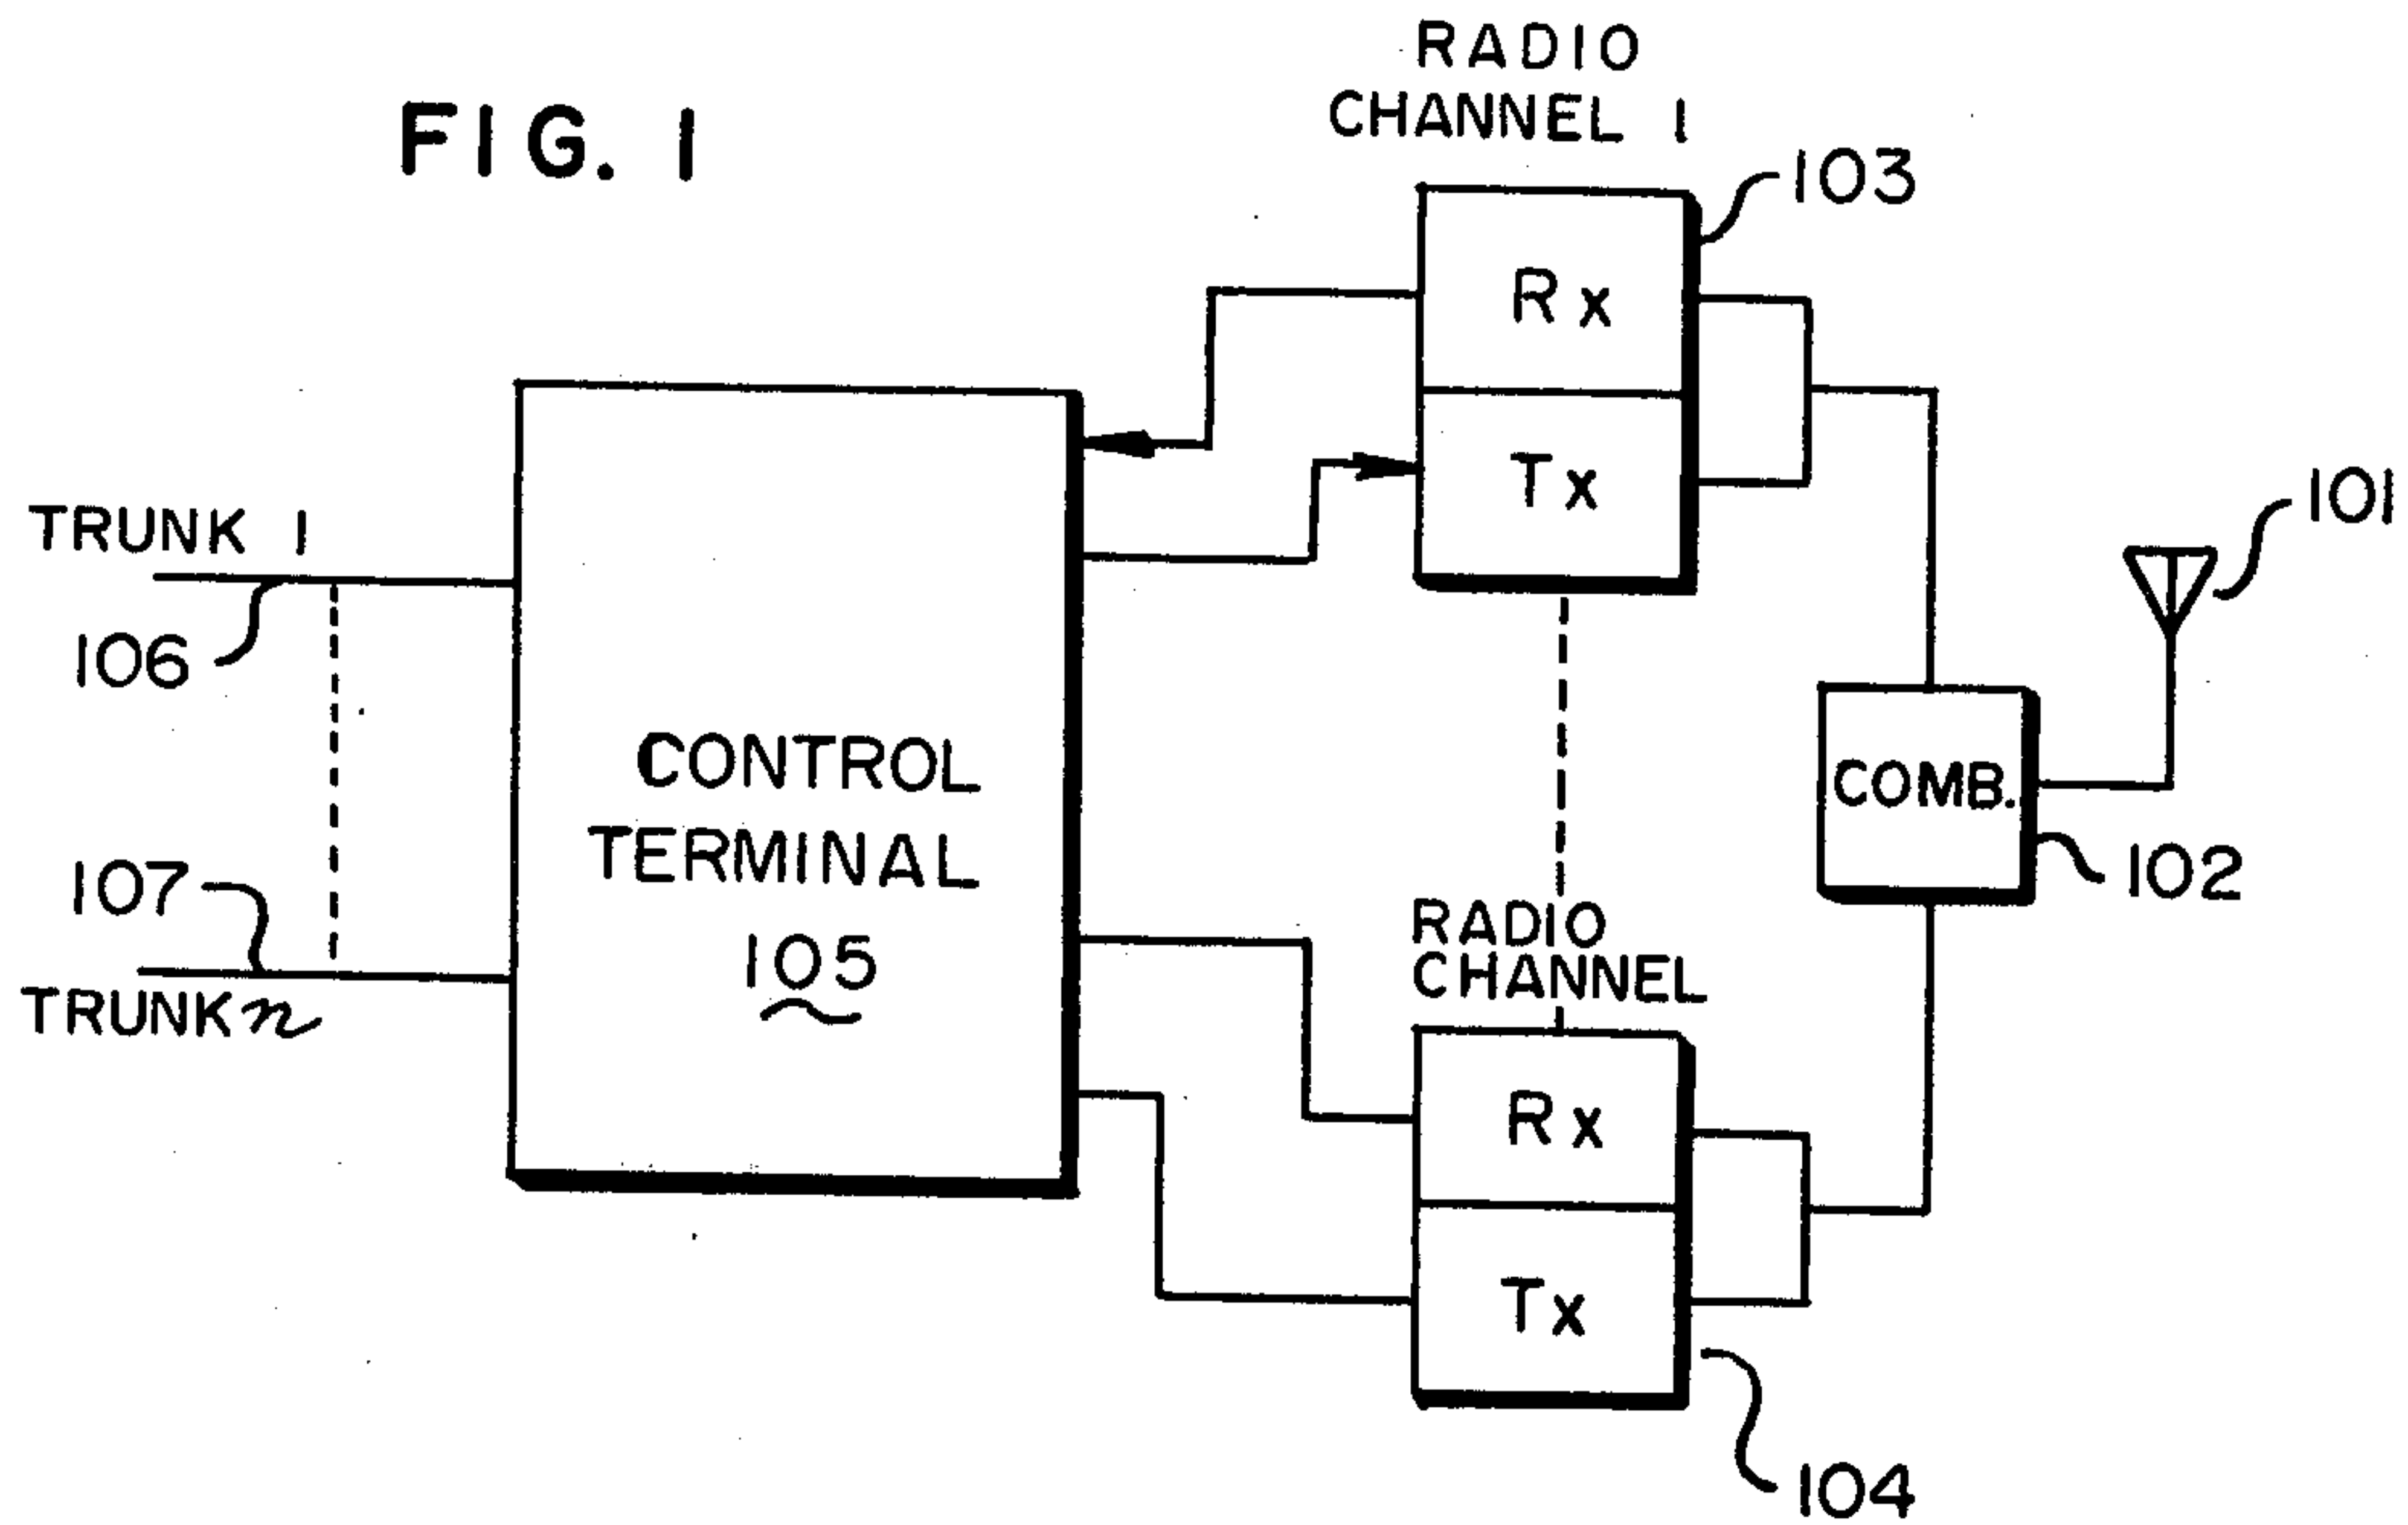 FIG. 1
RADIO
CHANNEL 1
103
Rx
Tx
101
TRUNK 1
106
COMB.
102
CONTROL
TERMINAL
105
107
TRUNK n
RADIO
CHANNEL
Rx
Tx
104